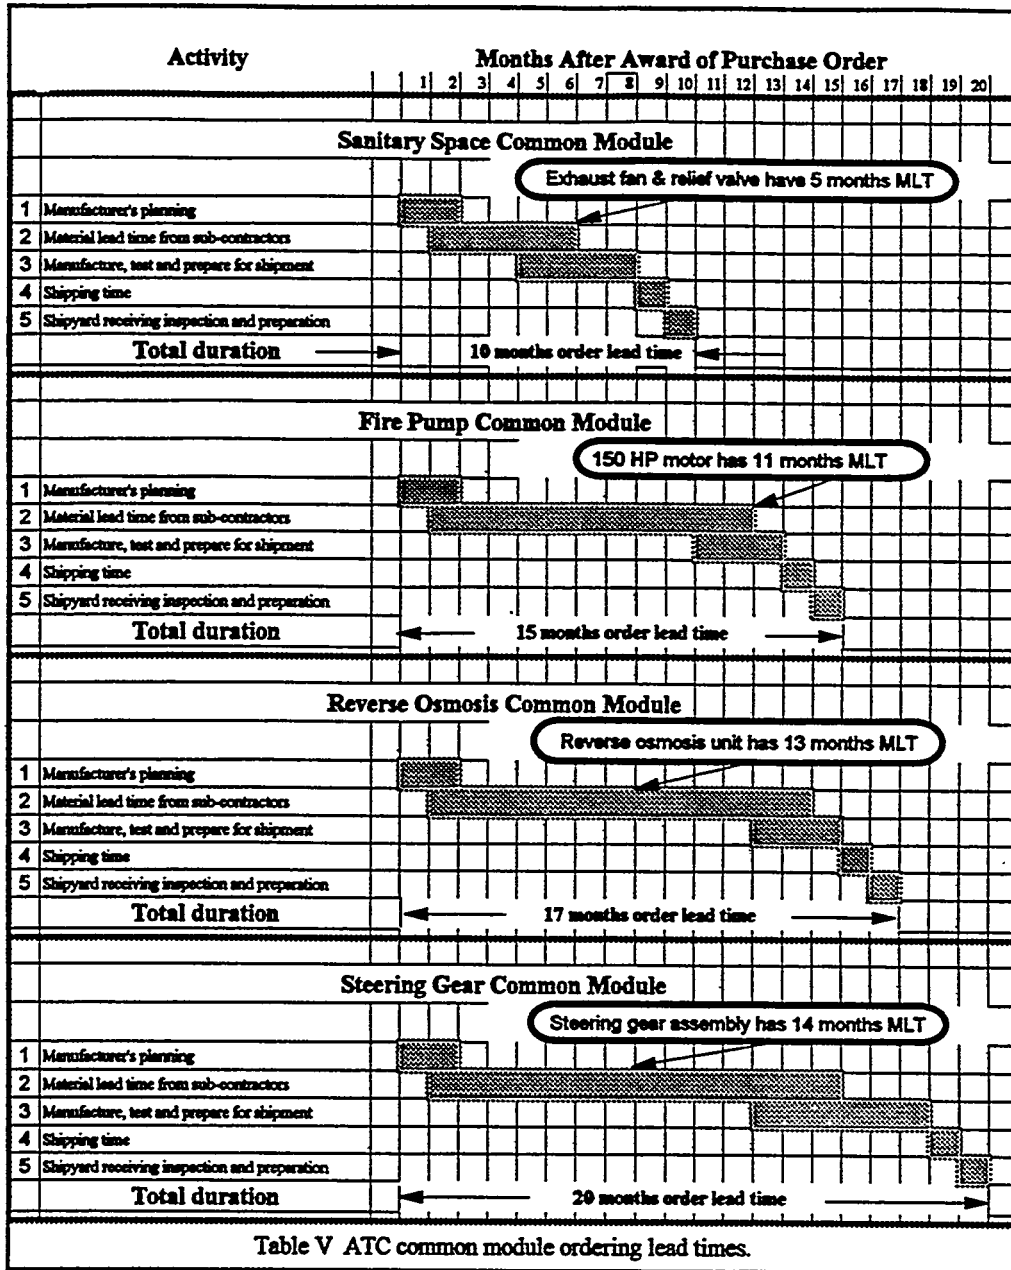 Activity Months After Award of Purchase Order
1 2 3 4 5 6 7 8 9 10 11 12 13 14 15 16 17 18 19 20
Sanitary Space Common Module
Exhaust fan & relief valve have 5 months MLT
1 Manufacturer's planning
2 Material lead time from sub-contractors
3 Manufacture, test and prepare for shipment
4 Shipping time
5 Shipyard receiving inspection and preparation
Total duration 10 months order lead time
Fire Pump Common Module
150 HP motor has 11 months MLT
1 Manufacturer's planning
2 Material lead time from sub-contractors
3 Manufacture, test and prepare for shipment
4 Shipping time
5 Shipyard receiving inspection and preparation
Total duration 15 months order lead time
Reverse Osmosis Common Module
Reverse osmosis unit has 13 months MLT
1 Manufacturer's planning
2 Material lead time from sub-contractors
3 Manufacture, test and prepare for shipment
4 Shipping time
5 Shipyard receiving inspection and preparation
Total duration 17 months order lead time
Steering Gear Common Module
Steering gear assembly has 14 months MLT
1 Manufacturer's planning
2 Material lead time from sub-contractors
3 Manufacture, test and prepare for shipment
4 Shipping time
5 Shipyard receiving inspection and preparation
Total duration 20 months order lead time
Table V ATC common module ordering lead times.